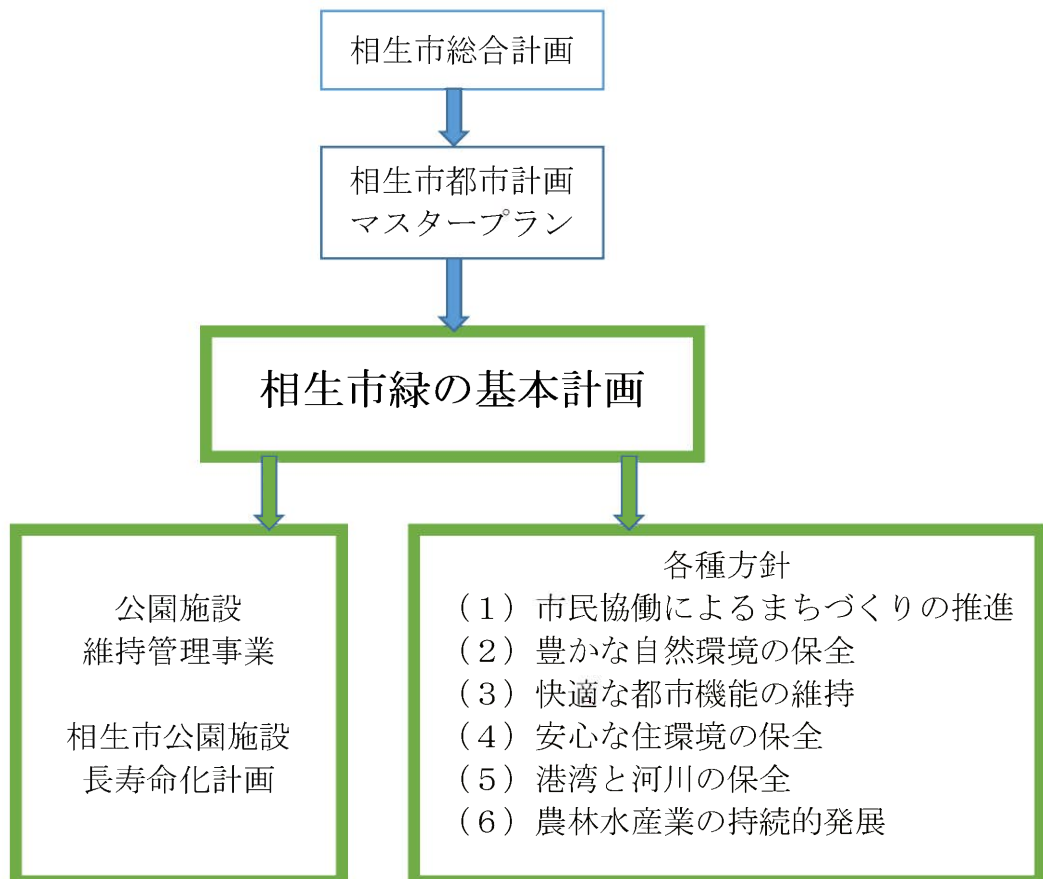 相生市総合計画
相生市都市計画
マスタープラン
相生市緑の基本計画
公園施設
維持管理事業
相生市公園施設
長寿命化計画
各種方針
（１）市民協働によるまちづくりの推進
（２）豊かな自然環境の保全
（３）快適な都市機能の維持
（４）安心な住環境の保全
（５）港湾と河川の保全
（６）農林水産業の持続的発展